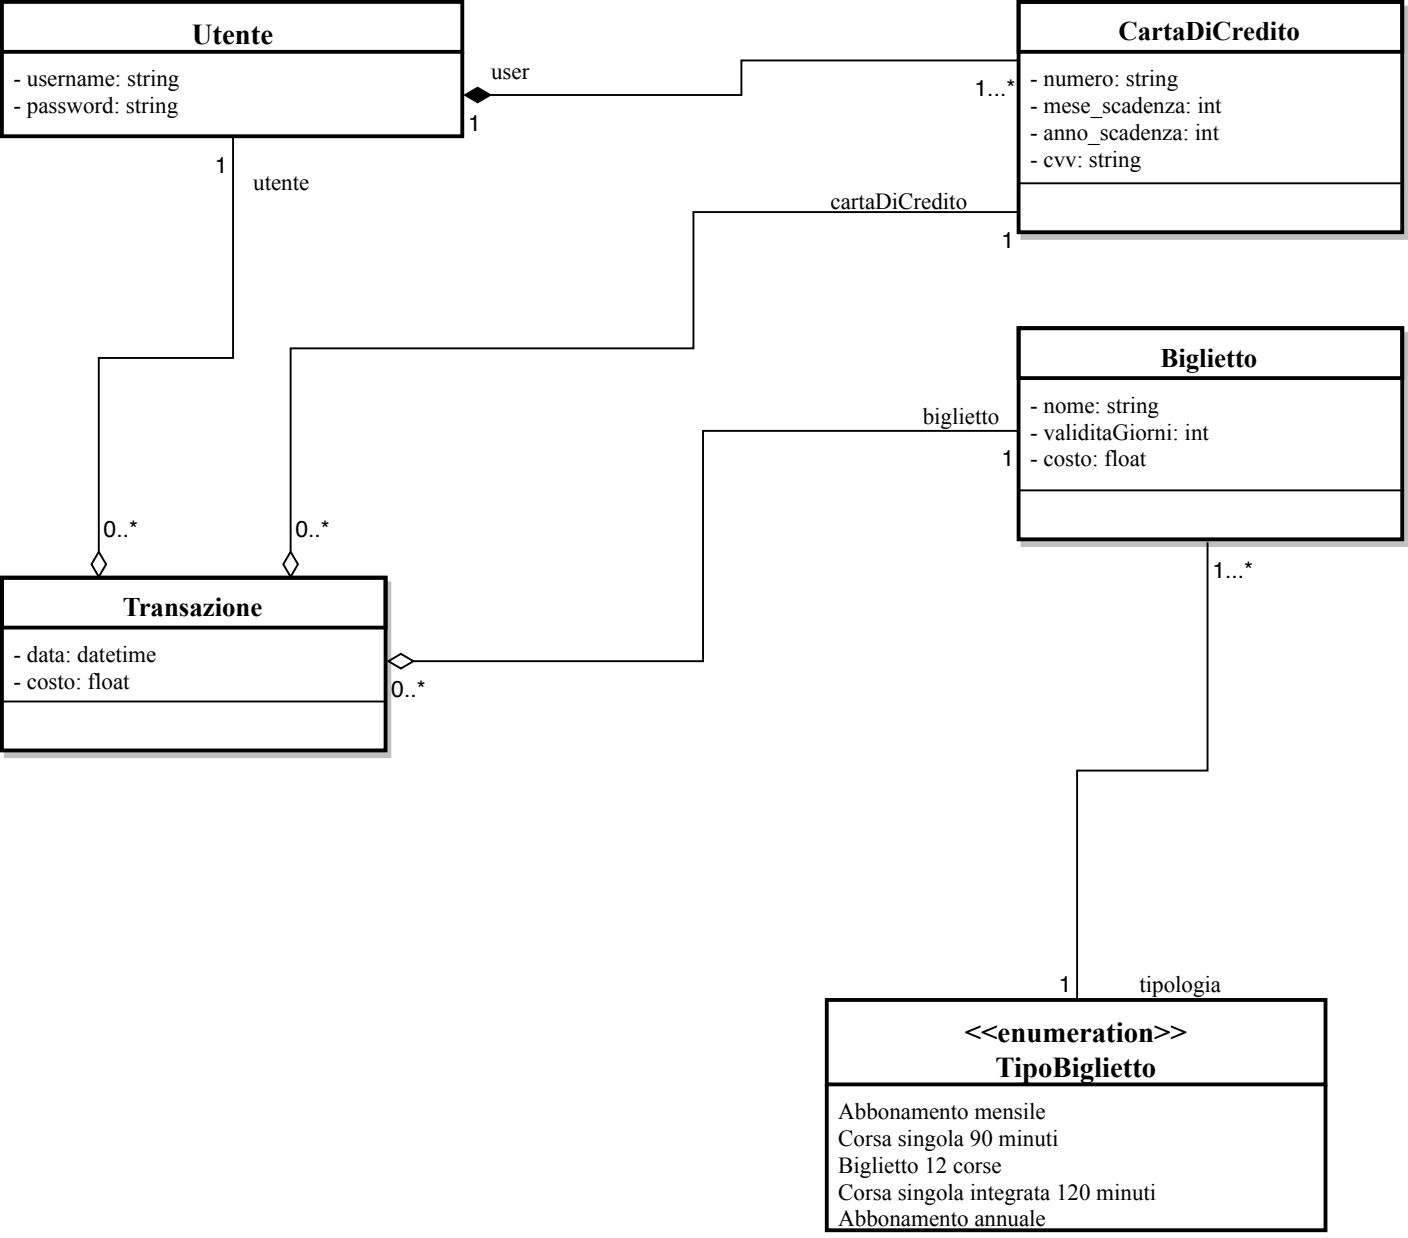 Utente
- username: string
- password: string
user
1
1...*
CartaDiCredito
- numero: string
- mese_scadenza: int
- anno_scadenza: int
- cvv: string
1
utente
cartaDiCredito
1
Biglietto
- nome: string
- validitaGiorni: int
- costo: float
biglietto
1
0..*
0..*
Transazione
- data: datetime
- costo: float
0..*
1...*
1
tipologia
<<enumeration>>
TipoBiglietto
Abbonamento mensile
Corsa singola 90 minuti
Biglietto 12 corse
Corsa singola integrata 120 minuti
Abbonamento annuale